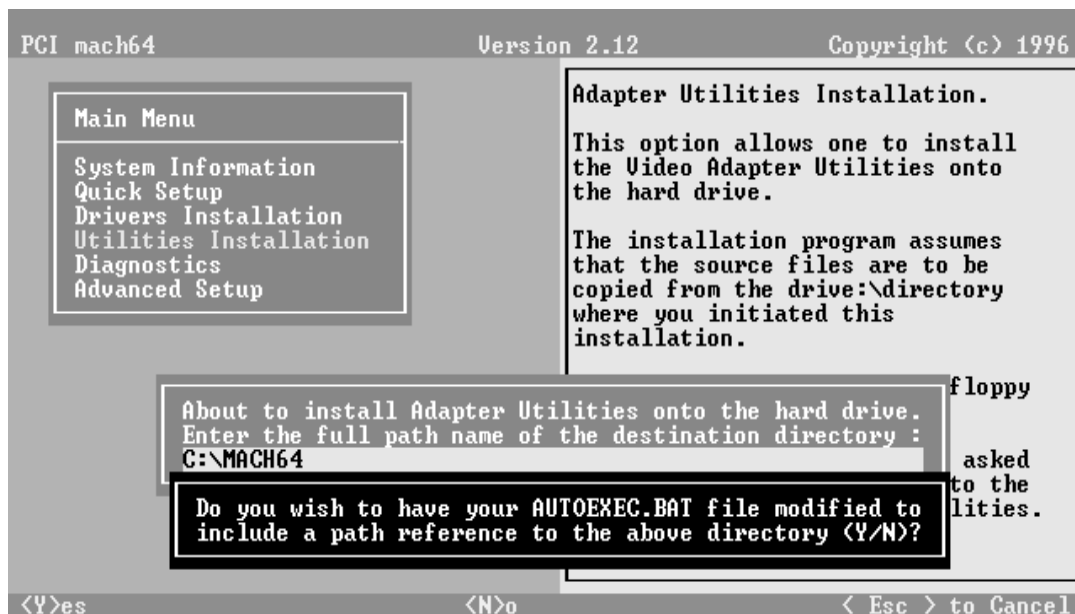 PCI mach64 Version 2.12 Copyright (c) 1996
Main Menu
System Information
Quick Setup
Drivers Installation
Utilities Installation
Diagnostics
Advanced Setup
Adapter Utilities Installation.
This option allows one to install
the Video Adapter Utilities onto
the hard drive.
The installation program assumes
that the source files are to be
copied from the drive:\directory
where you initiated this
installation.
floppy
asked
to the
lities.
About to install Adapter Utilities onto the hard drive.
Enter the full path name of the destination directory :
C:\MACH64
Do you wish to have your AUTOEXEC.BAT file modified to
include a path reference to the above directory (Y/N)?
<Y>es <N>o < Esc > to Cancel